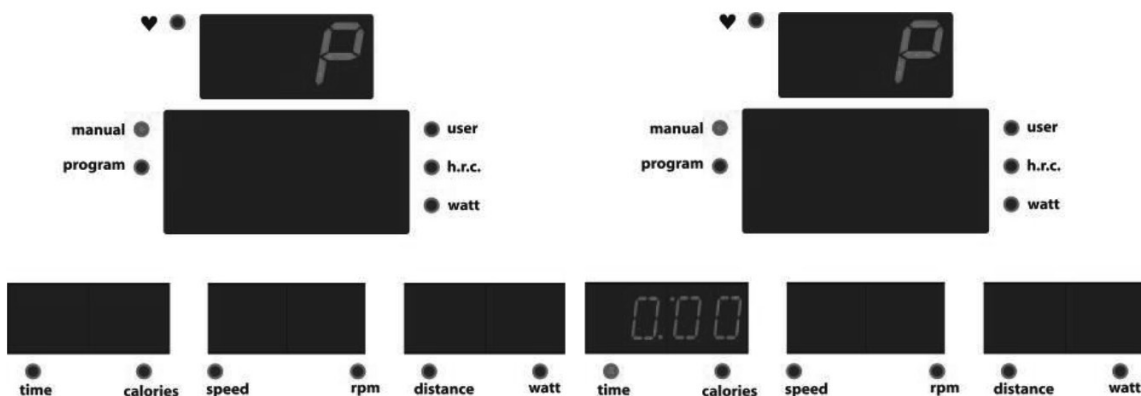 ♥ P ♥ P
manual user manual user
program h.r.c. program h.r.c.
watt watt
0:00
time calories speed rpm distance watt time calories speed rpm distance watt